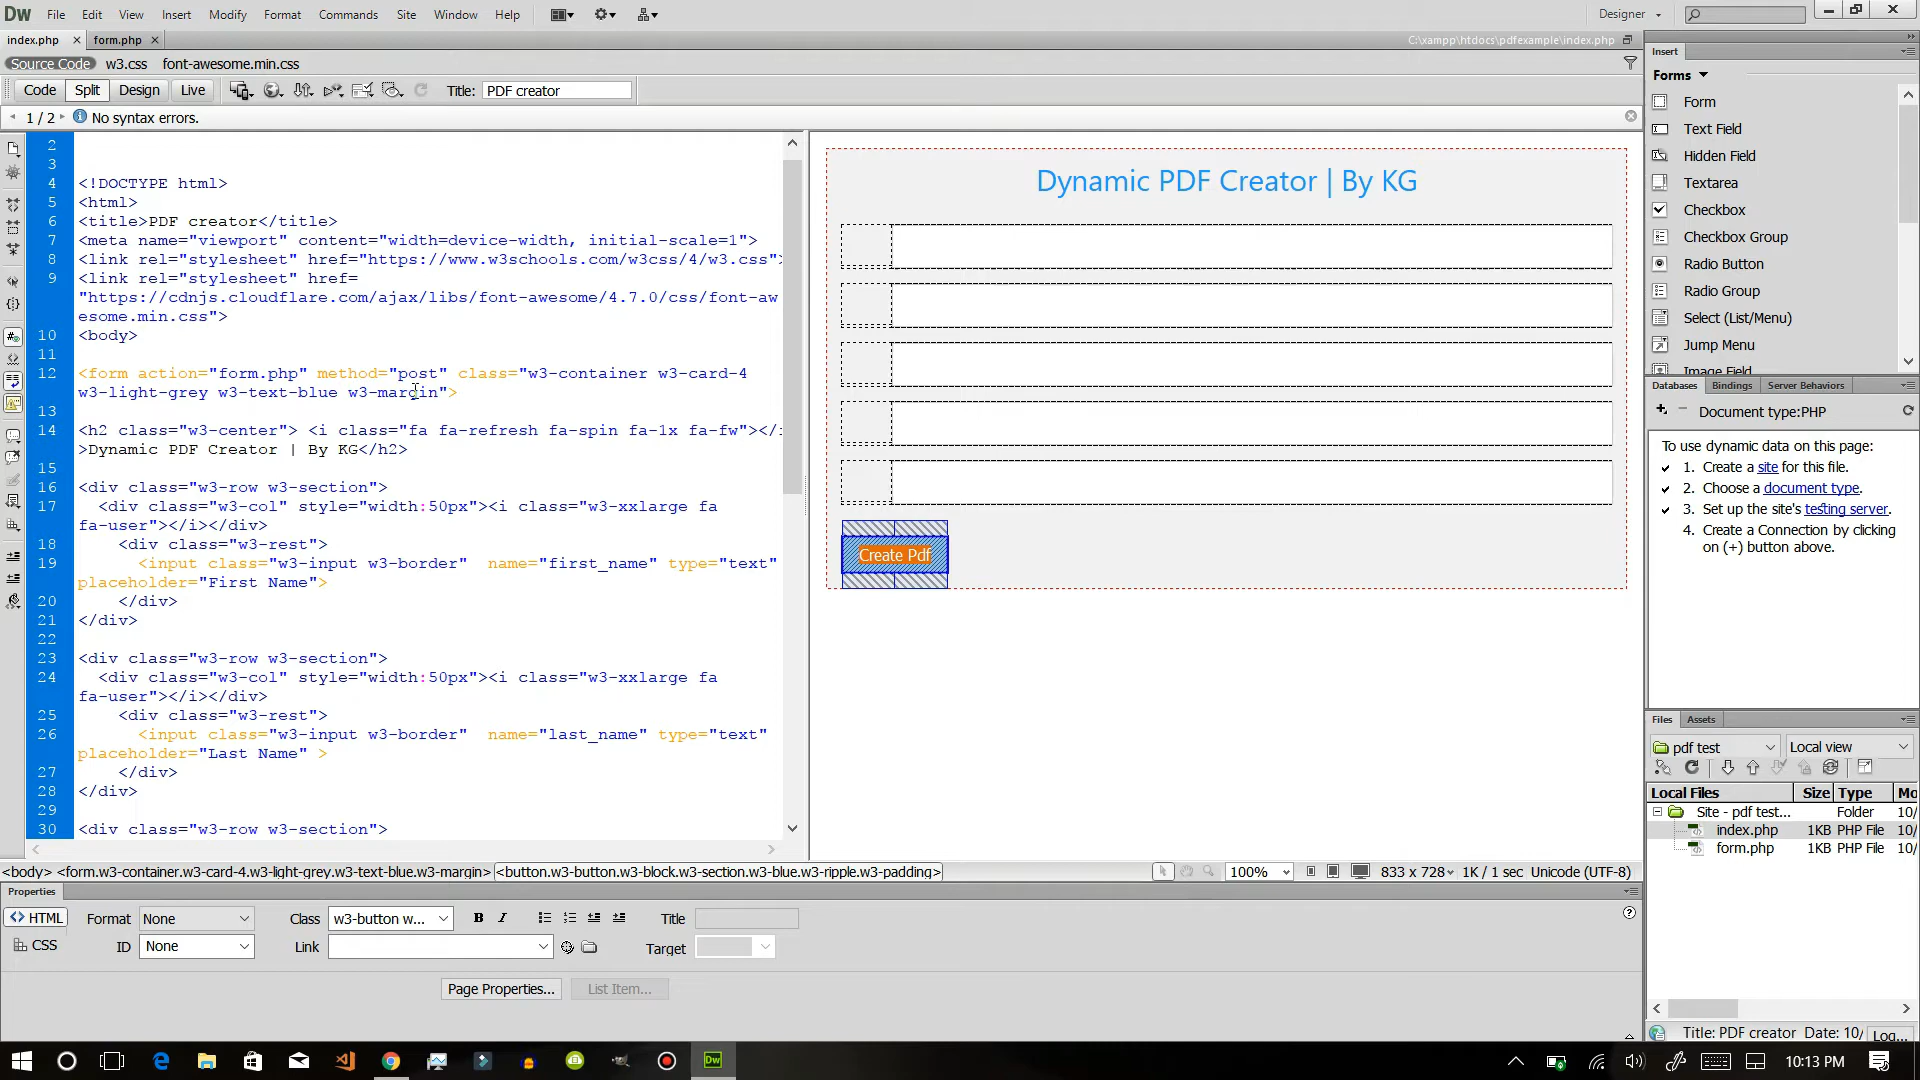 Dw File Edit View Insert Modify Format Commands Site Window Help Designer
index.php form.php C:\xampp\htdocs\pdfexample\index.php
Source Code w3.css font-awesome.min.css
Code Split Design Live Title: PDF creator
1 / 2 No syntax errors.
2
3
4 <!DOCTYPE html>
5 <html>
6 <title>PDF creator</title>
7 <meta name="viewport" content="width=device-width, initial-scale=1">
8 <link rel="stylesheet" href="https://www.w3schools.com/w3css/4/w3.css">
9 <link rel="stylesheet" href=
"https://cdnjs.cloudflare.com/ajax/libs/font-awesome/4.7.0/css/font-aw
esome.min.css">
10 <body>
11
12 <form action="form.php" method="post" class="w3-container w3-card-4
w3-light-grey w3-text-blue w3-margin">
13
14 <h2 class="w3-center"> <i class="fa fa-refresh fa-spin fa-1x fa-fw"></i
>Dynamic PDF Creator | By KG</h2>
15
16 <div class="w3-row w3-section">
17 <div class="w3-col" style="width:50px"><i class="w3-xxlarge fa
fa-user"></i></div>
18 <div class="w3-rest">
19 <input class="w3-input w3-border" name="first_name" type="text"
placeholder="First Name">
20 </div>
21 </div>
22
23 <div class="w3-row w3-section">
24 <div class="w3-col" style="width:50px"><i class="w3-xxlarge fa
fa-user"></i></div>
25 <div class="w3-rest">
26 <input class="w3-input w3-border" name="last_name" type="text"
placeholder="Last Name" >
27 </div>
28 </div>
29
30 <div class="w3-row w3-section">
Dynamic PDF Creator | By KG
Create Pdf
Insert
Forms
Form
Text Field
Hidden Field
Textarea
Checkbox
Checkbox Group
Radio Button
Radio Group
Select (List/Menu)
Jump Menu
Image Field
Databases Bindings Server Behaviors
Document type:PHP
To use dynamic data on this page:
1. Create a site for this file.
2. Choose a document type.
3. Set up the site's testing server.
4. Create a Connection by clicking
on (+) button above.
Files Assets
pdf test Local view
Local Files Size Type Mo
Site - pdf test... Folder 10/
index.php 1KB PHP File 10/
form.php 1KB PHP File 10/
Title: PDF creator Date: 10/ Log...
<body> <form.w3-container.w3-card-4.w3-light-grey.w3-text-blue.w3-margin> <button.w3-button.w3-block.w3-section.w3-blue.w3-ripple.w3-padding> 100% 833 x 728 1K / 1 sec Unicode (UTF-8)
Properties
<> HTML Format None Class w3-button w... B I Title
CSS ID None Link Target
Page Properties... List Item...
Dw 10:13 PM